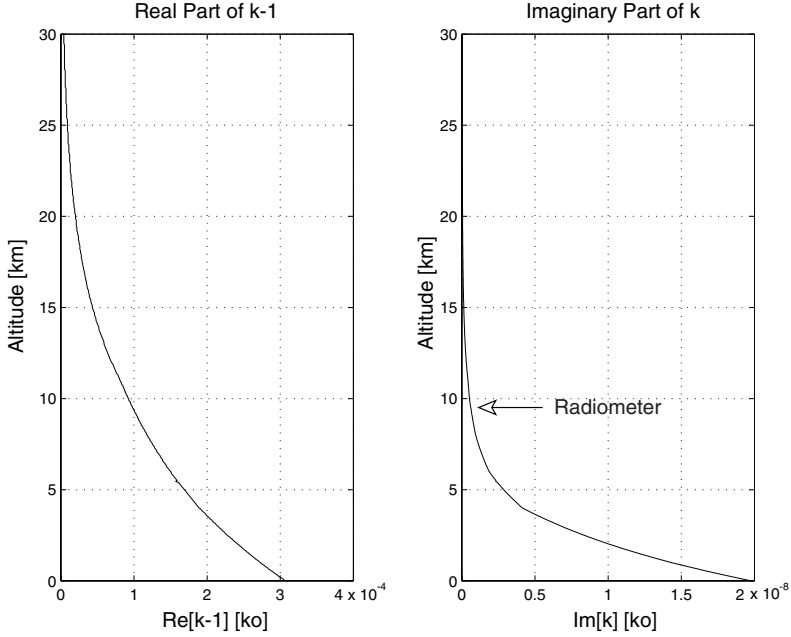 Real Part of k-1
30
25
20
15
10
5
0
Altitude [km]
0 1 2 3 4 x 10 -4
Re[k-1] [ko]
Imaginary Part of k
30
25
20
15
10
5
0
Altitude [km]
Radiometer
0 0.5 1 1.5 2 x 10 -8
Im[k] [ko]